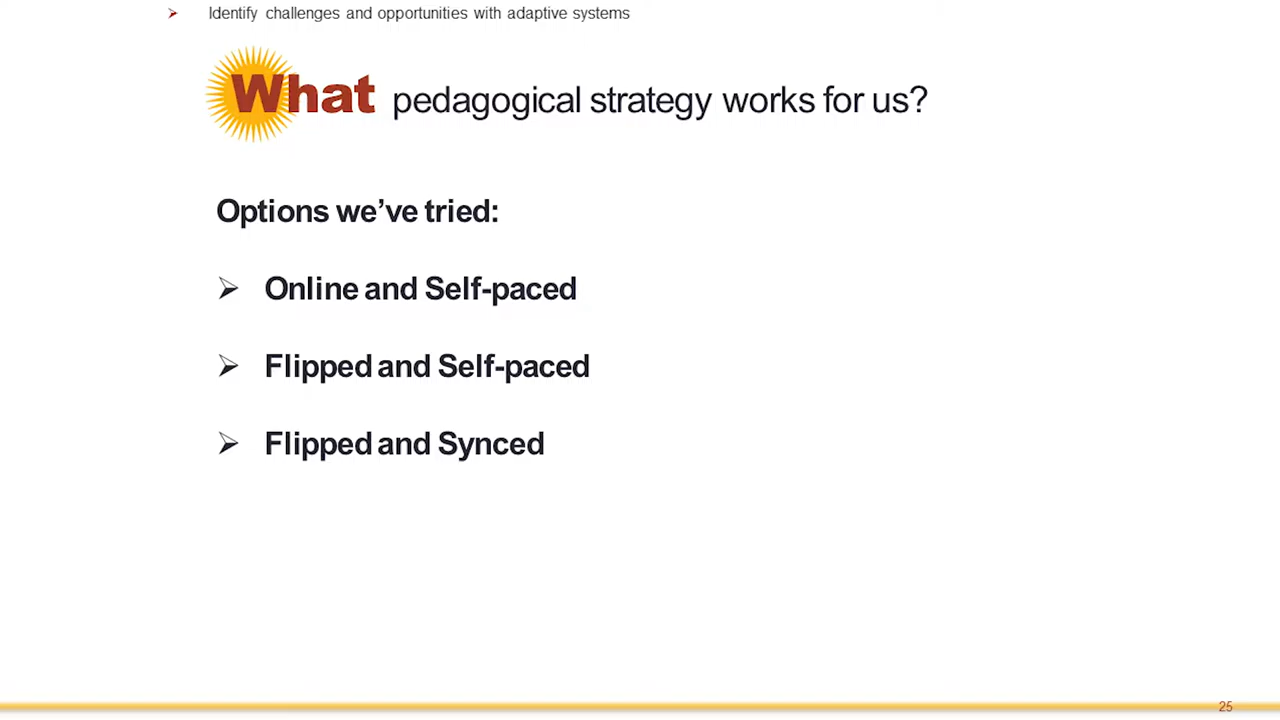 ➢ Identify challenges and opportunities with adaptive systems
What pedagogical strategy works for us?
Options we’ve tried:
➢ Online and Self-paced
➢ Flipped and Self-paced
➢ Flipped and Synced
25